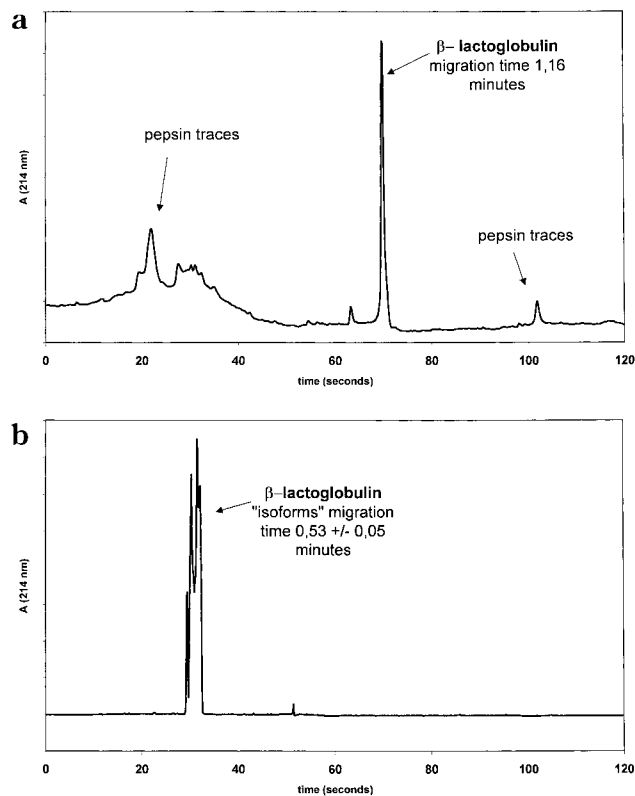 a
β– lactoglobulin
migration time 1,16
minutes
pepsin traces
pepsin traces
A (214 nm)
0 20 40 60 80 100 120
time (seconds)
b
β–lactoglobulin
"isoforms" migration
time 0,53 +/- 0,05
minutes
A (214 nm)
0 20 40 60 80 100 120
time (seconds)